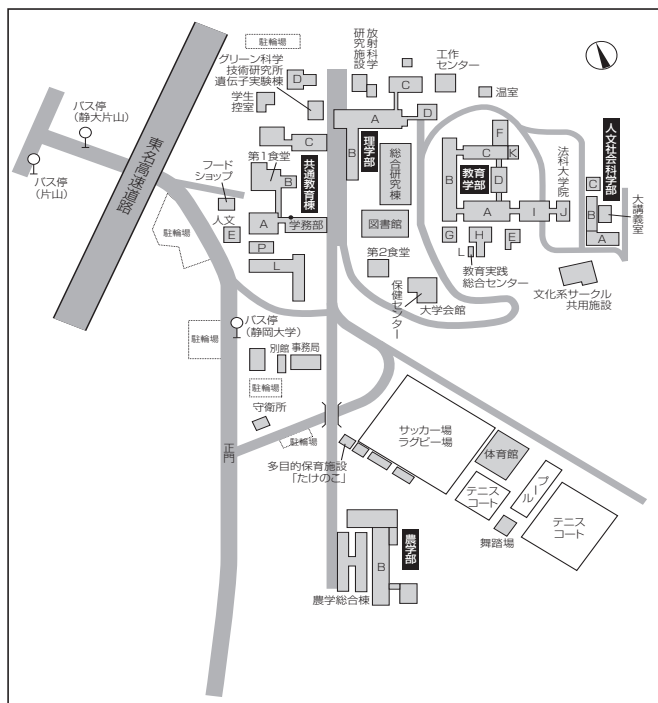 駐輪場
放射科学
研究施設
グリーン科学
技術研究所
遺伝子実験棟
D
学生
控室
C
工作
センター
温室
バス停
(静大片山)
バス停
(片山)
東名高速道路
フード
ショップ
第1食堂
B
共通教育棟
C
A
学務部
人文
E
P
L
駐輪場
A
D
B
理学部
総合研究棟
図書館
第2食堂
保健センター
大学会館
F
C
K
B
教育
学部
D
A
I
J
G
H
E
L
教育実践
総合センター
法科大学院
人文社会科学部
C
B
A
大講義室
文化系サークル
共用施設
バス停
(静岡大学)
駐輪場
別館
事務局
駐輪場
守衛所
正門
駐輪場
多目的保育施設
「たけのこ」
サッカー場
ラグビー場
体育館
プール
テニス
コート
テニス
コート
舞踏場
農学部
B
農学総合棟